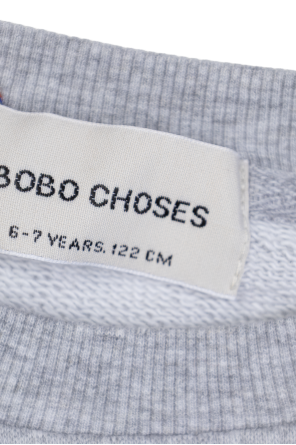 BOBO CHOSES
6-7 YEARS. 122 CM